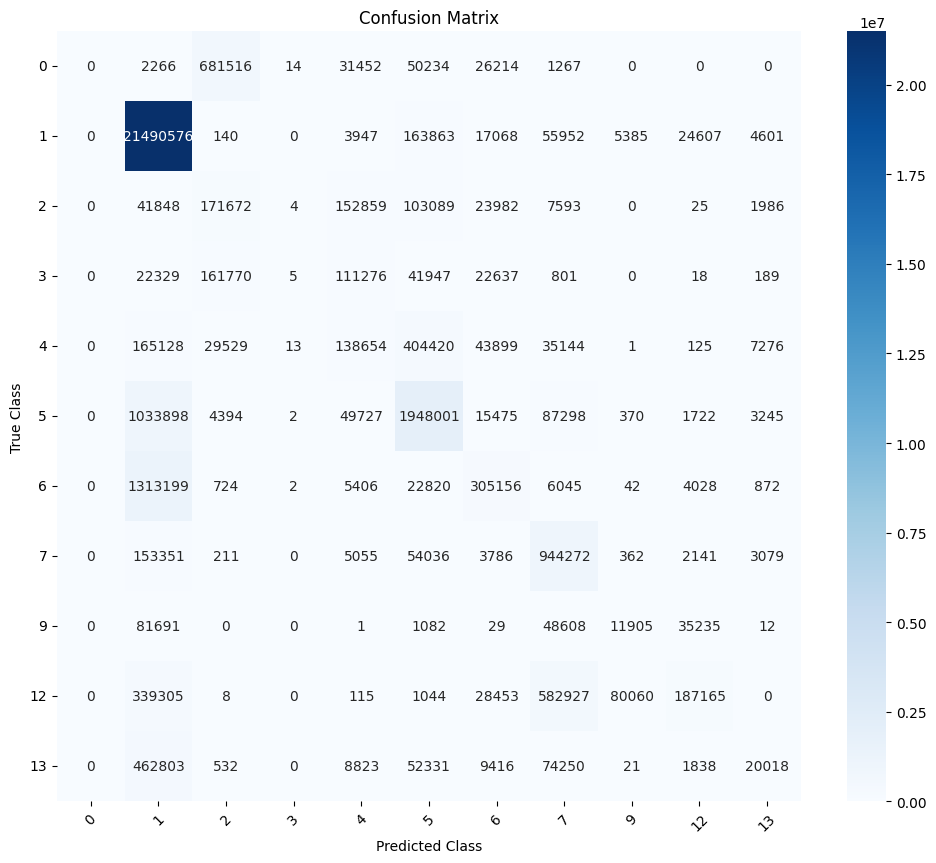 Confusion Matrix
1e7
0 0 2266 681516 14 31452 50234 26214 1267 0 0 0
1 0 21490576 140 0 3947 163863 17068 55952 5385 24607 4601
2 0 41848 171672 4 152859 103089 23982 7593 0 25 1986
3 0 22329 161770 5 111276 41947 22637 801 0 18 189
4 0 165128 29529 13 138654 404420 43899 35144 1 125 7276
5 0 1033898 4394 2 49727 1948001 15475 87298 370 1722 3245
6 0 1313199 724 2 5406 22820 305156 6045 42 4028 872
7 0 153351 211 0 5055 54036 3786 944272 362 2141 3079
9 0 81691 0 0 1 1082 29 48608 11905 35235 12
12 0 339305 8 0 115 1044 28453 582927 80060 187165 0
13 0 462803 532 0 8823 52331 9416 74250 21 1838 20018
0 1 2 3 4 5 6 7 9 12 13
Predicted Class
True Class
2.00
1.75
1.50
1.25
1.00
0.75
0.50
0.25
0.00